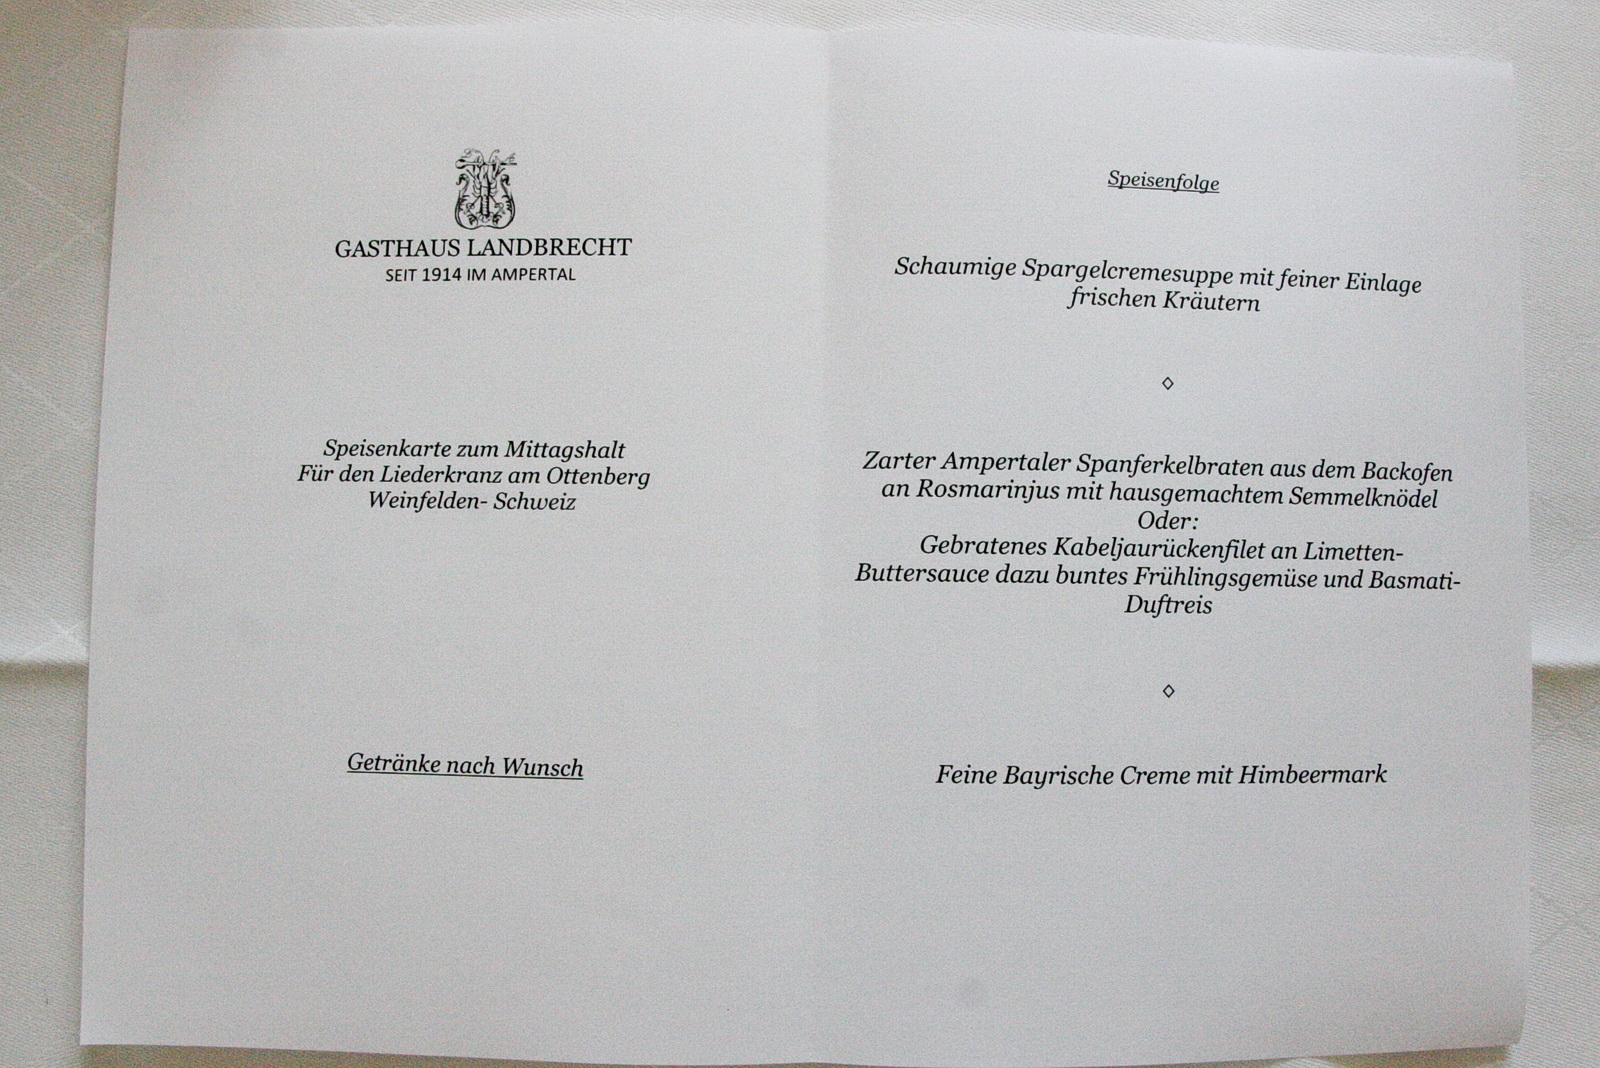 GASTHAUS LANDBRECHT
SEIT 1914 IM AMPERTAL
Speisenkarte zum Mittagshalt
Für den Liederkranz am Ottenberg
Weinfelden- Schweiz
Getränke nach Wunsch
Speisenfolge
Schaumige Spargelcremesuppe mit feiner Einlage
frischen Kräutern
Zarter Ampertaler Spanferkelbraten aus dem Backofen
an Rosmarinjus mit hausgemachtem Semmelknödel
Oder:
Gebratenes Kabeljaurückenfilet an Limetten-
Buttersauce dazu buntes Frühlingsgemüse und Basmati-
Duftreis
Feine Bayrische Creme mit Himbeermark